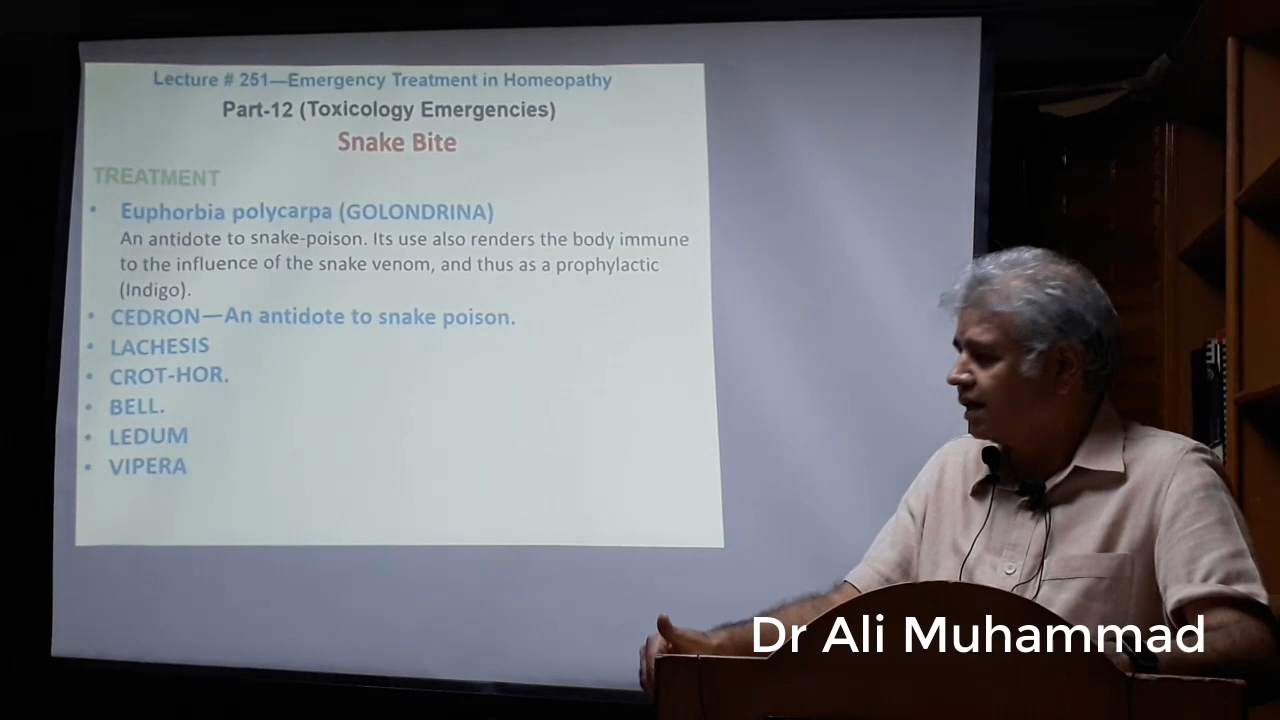 Lecture # 251—Emergency Treatment in Homeopathy
Part-12 (Toxicology Emergencies)
Snake Bite
TREATMENT
• Euphorbia polycarpa (GOLONDRINA)
An antidote to snake-poison. Its use also renders the body immune
to the influence of the snake venom, and thus as a prophylactic
(Indigo).
• CEDRON—An antidote to snake poison.
• LACHESIS
• CROT-HOR.
• BELL.
• LEDUM
• VIPERA
Dr Ali Muhammad